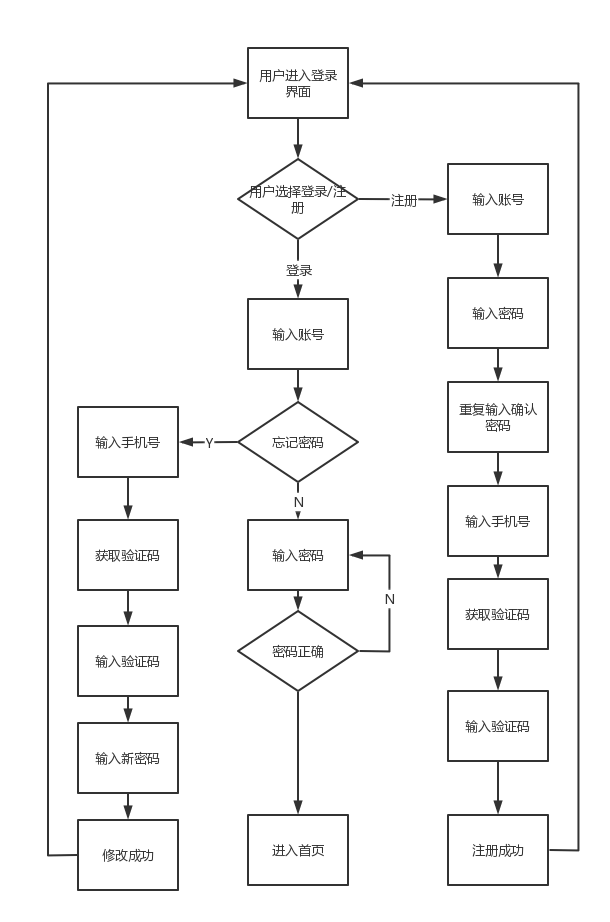 用户进入登录
界面
用户选择登录/注
册
注册
输入账号
登录
输入密码
输入账号
重复输入确认
密码
输入手机号
Y
忘记密码
N
输入手机号
获取验证码
输入密码
N
获取验证码
输入验证码
密码正确
输入验证码
输入新密码
修改成功
进入首页
注册成功